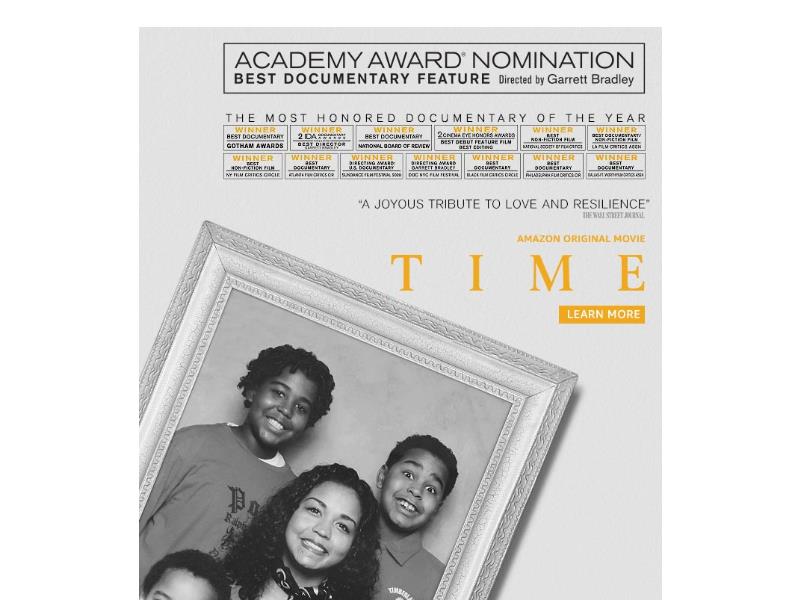 ACADEMY AWARD® NOMINATION
BEST DOCUMENTARY FEATURE Directed by Garrett Bradley
THE MOST HONORED DOCUMENTARY OF THE YEAR
WINNER BEST DOCUMENTARY GOTHAM AWARDS
WINNER 2 IDA DOCUMENTARY AWARDS BEST DIRECTOR GARRETT BRADLEY
WINNER BEST DOCUMENTARY NATIONAL BOARD OF REVIEW
WINNER 2 CINEMA EYE HONORS AWARDS BEST DEBUT FEATURE FILM BEST EDITING
WINNER BEST NON-FICTION FILM NATIONAL SOCIETY OF FILM CRITICS
WINNER BEST DOCUMENTARY/ NON-FICTION FILM LA FILM CRITICS ASSN
WINNER BEST NON-FICTION FILM NY FILM CRITICS CIRCLE
WINNER BEST DOCUMENTARY ATLANTA FILM CRITICS CIR
WINNER DIRECTING AWARD: U.S. DOCUMENTARY SUNDANCE FILM FESTIVAL 2020
WINNER DIRECTING AWARD GARRETT BRADLEY DOC NYC FILM FESTIVAL
WINNER BEST DOCUMENTARY BLACK FILM CRITICS CIRCLE
WINNER BEST DOCUMENTARY PHILADELPHIA FILM CRITICS CIR
WINNER BEST DOCUMENTARY DALLAS-FT. WORTH FILM CRITICS ASSN
“A JOYOUS TRIBUTE TO LOVE AND RESILIENCE”
THE WALL STREET JOURNAL
AMAZON ORIGINAL MOVIE
TIME
LEARN MORE